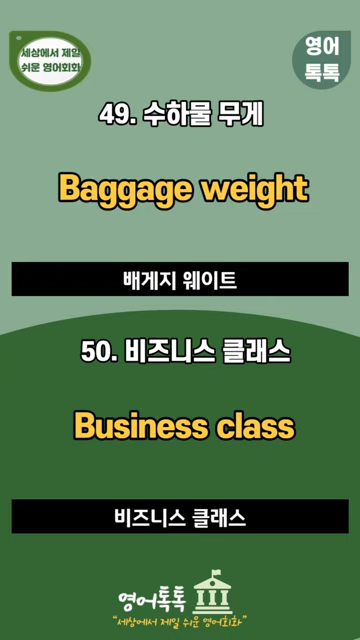 세상에서 제일
쉬운 영어회화
영어
톡톡
49. 수하물 무게
Baggage weight
배게지 웨이트
50. 비즈니스 클래스
Business class
비즈니스 클래스
영어톡톡
"세상에서 제일 쉬운 영어회화"